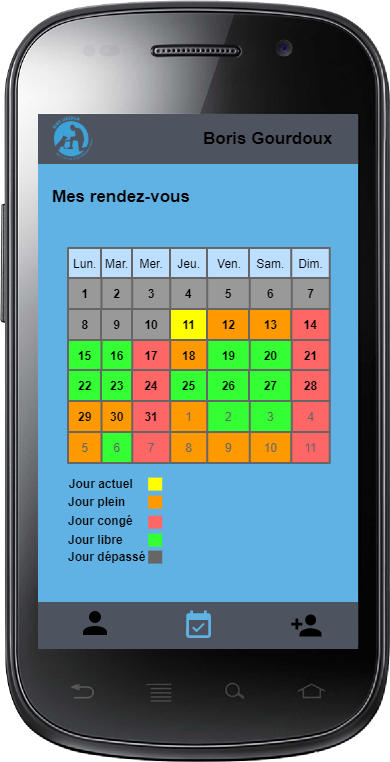 Boris Gourdoux
Mes rendez-vous
Lun. Mar. Mer. Jeu. Ven. Sam. Dim.
1 2 3 4 5 6 7
8 9 10 11 12 13 14
15 16 17 18 19 20 21
22 23 24 25 26 27 28
29 30 31 1 2 3 4
5 6 7 8 9 10 11
Jour actuel
Jour plein
Jour congé
Jour libre
Jour dépassé